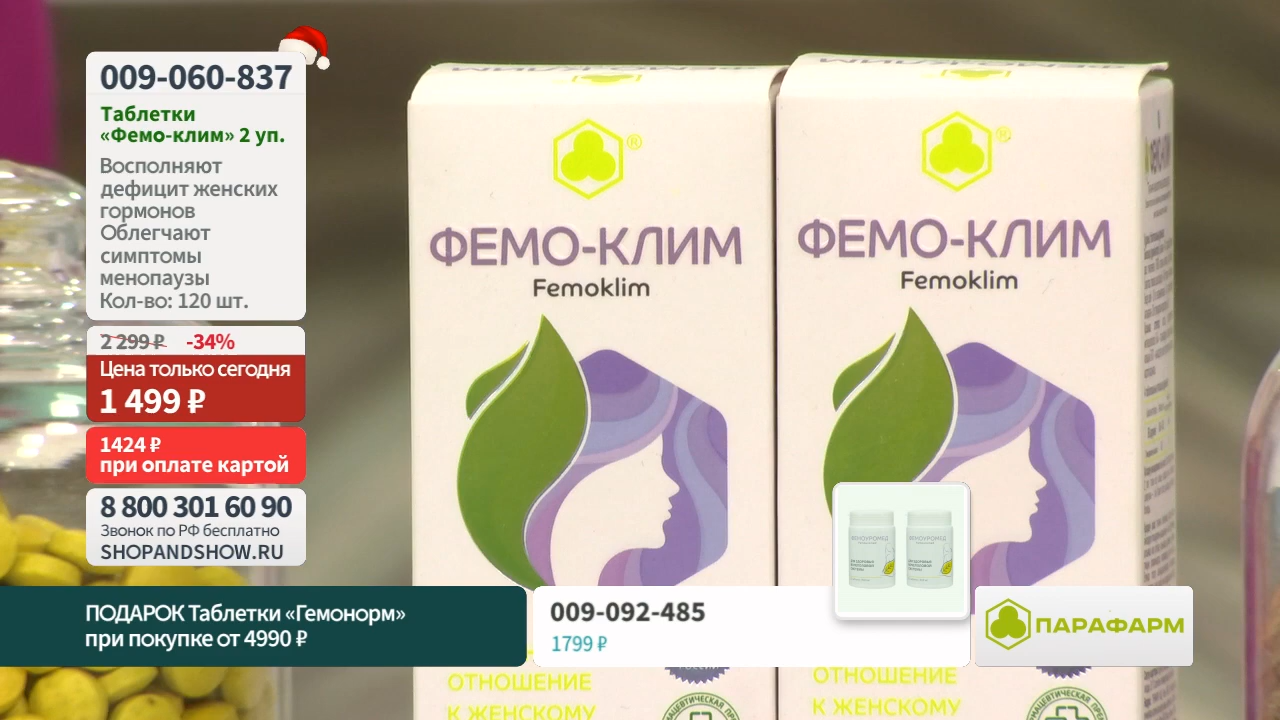 009-060-837
Таблетки
«Фемо-клим» 2 уп.
Восполняют
дефицит женских
гормонов
Облегчают
симптомы
менопаузы
Кол-во: 120 шт.
2 299 ₽ -34%
Цена только сегодня
1 499 ₽
1424 ₽
при оплате картой
8 800 301 60 90
Звонок по РФ бесплатно
SHOPANDSHOW.RU
ПОДАРОК Таблетки «Гемонорм»
при покупке от 4990 ₽
009-092-485
1799 ₽
ПАРАФАРМ
®
ФЕМО-КЛИМ
Femoklim
ОТНОШЕНИЕ
К ЖЕНСКОМУ
®
ФЕМО-КЛИМ
Femoklim
ОТНОШЕНИЕ
К ЖЕНСКОМУ